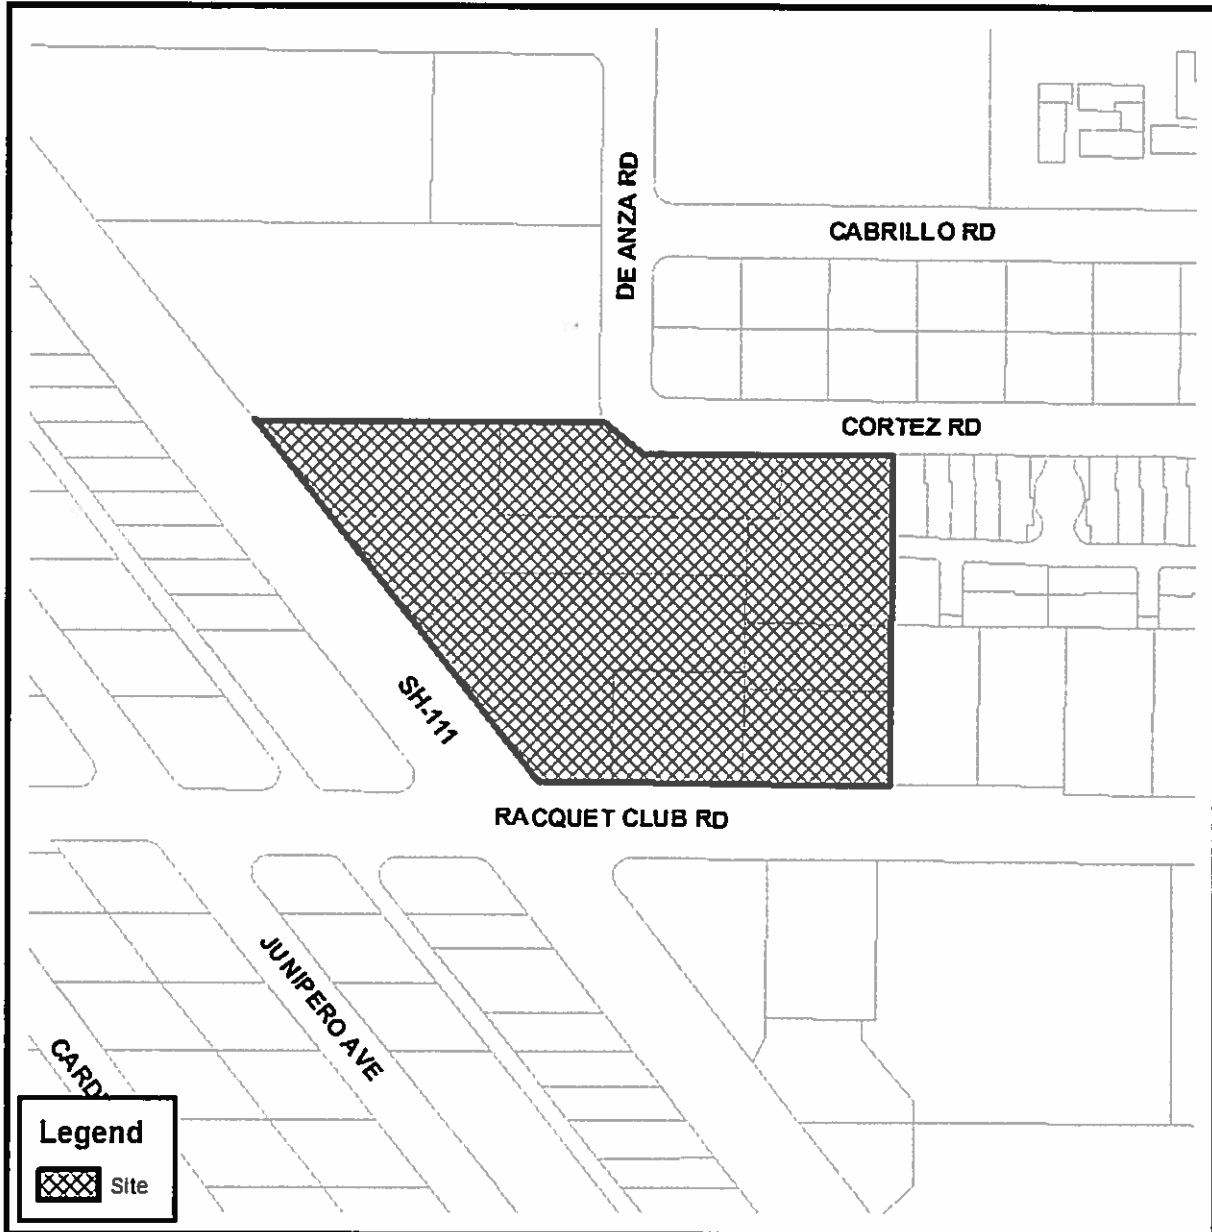 DE ANZA RD
CABRILLO RD
CORTEZ RD
SH-111
RACQUET CLUB RD
JUNIPERO AVE
Legend
Site